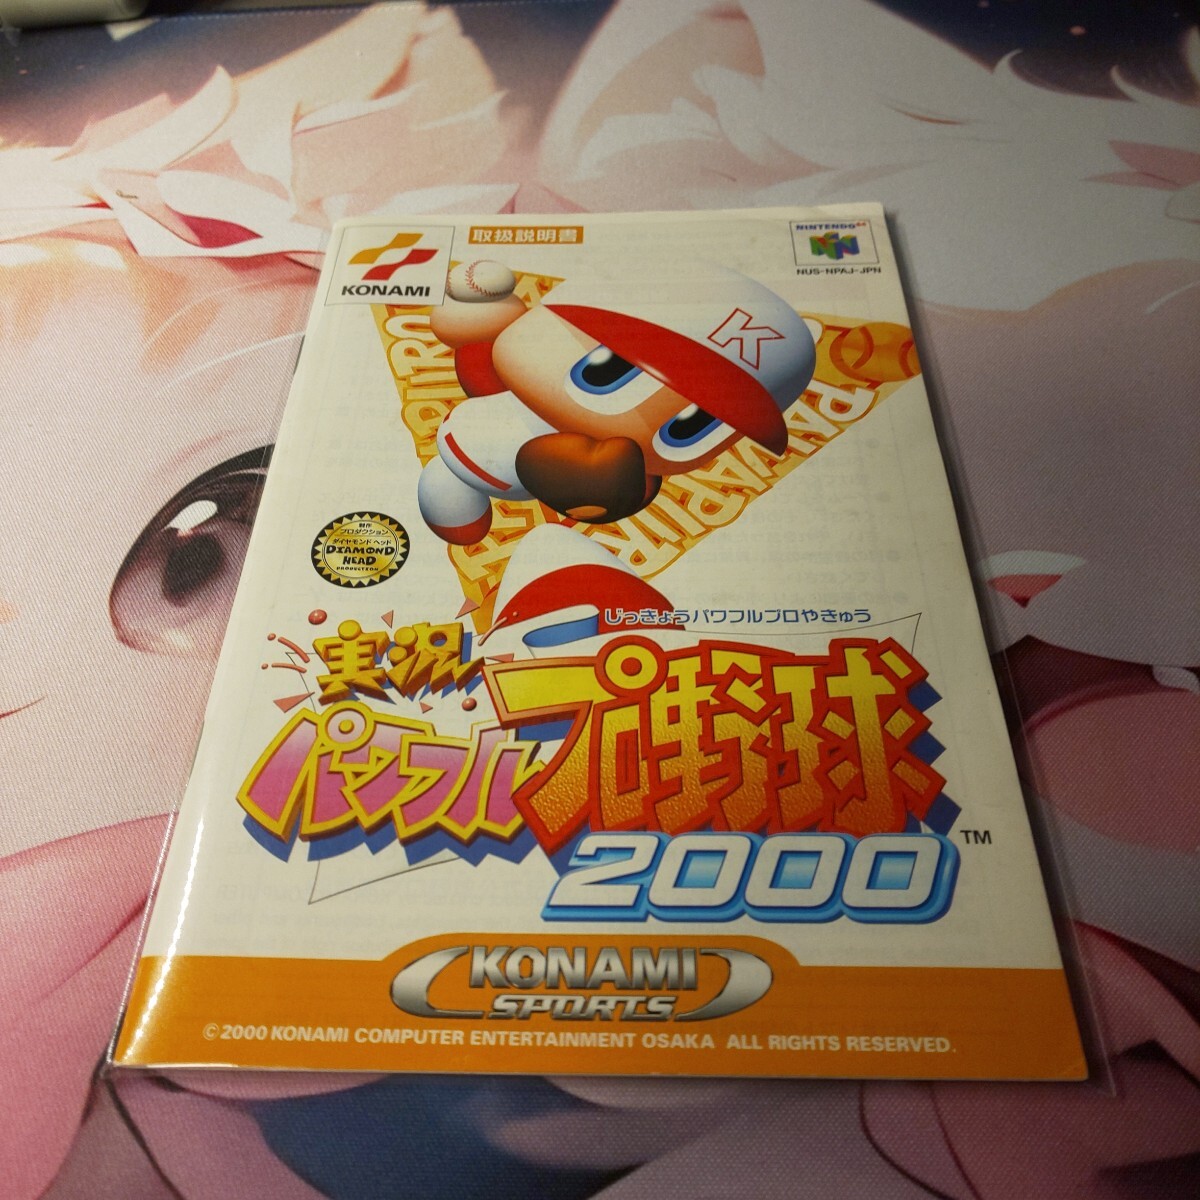 KONAMI
取扱説明書
NINTENDO 64
NUS-NPAJ-JPN
K
制作
プロダクション
ダイヤモンドヘッド
DIAMOND
HEAD
PRODUCTION
じっきょうパワフルプロやきゅう
実況
パワフルプロ野球
2000 TM
KONAMI
SPORTS
©2000 KONAMI COMPUTER ENTERTAINMENT OSAKA ALL RIGHTS RESERVED.